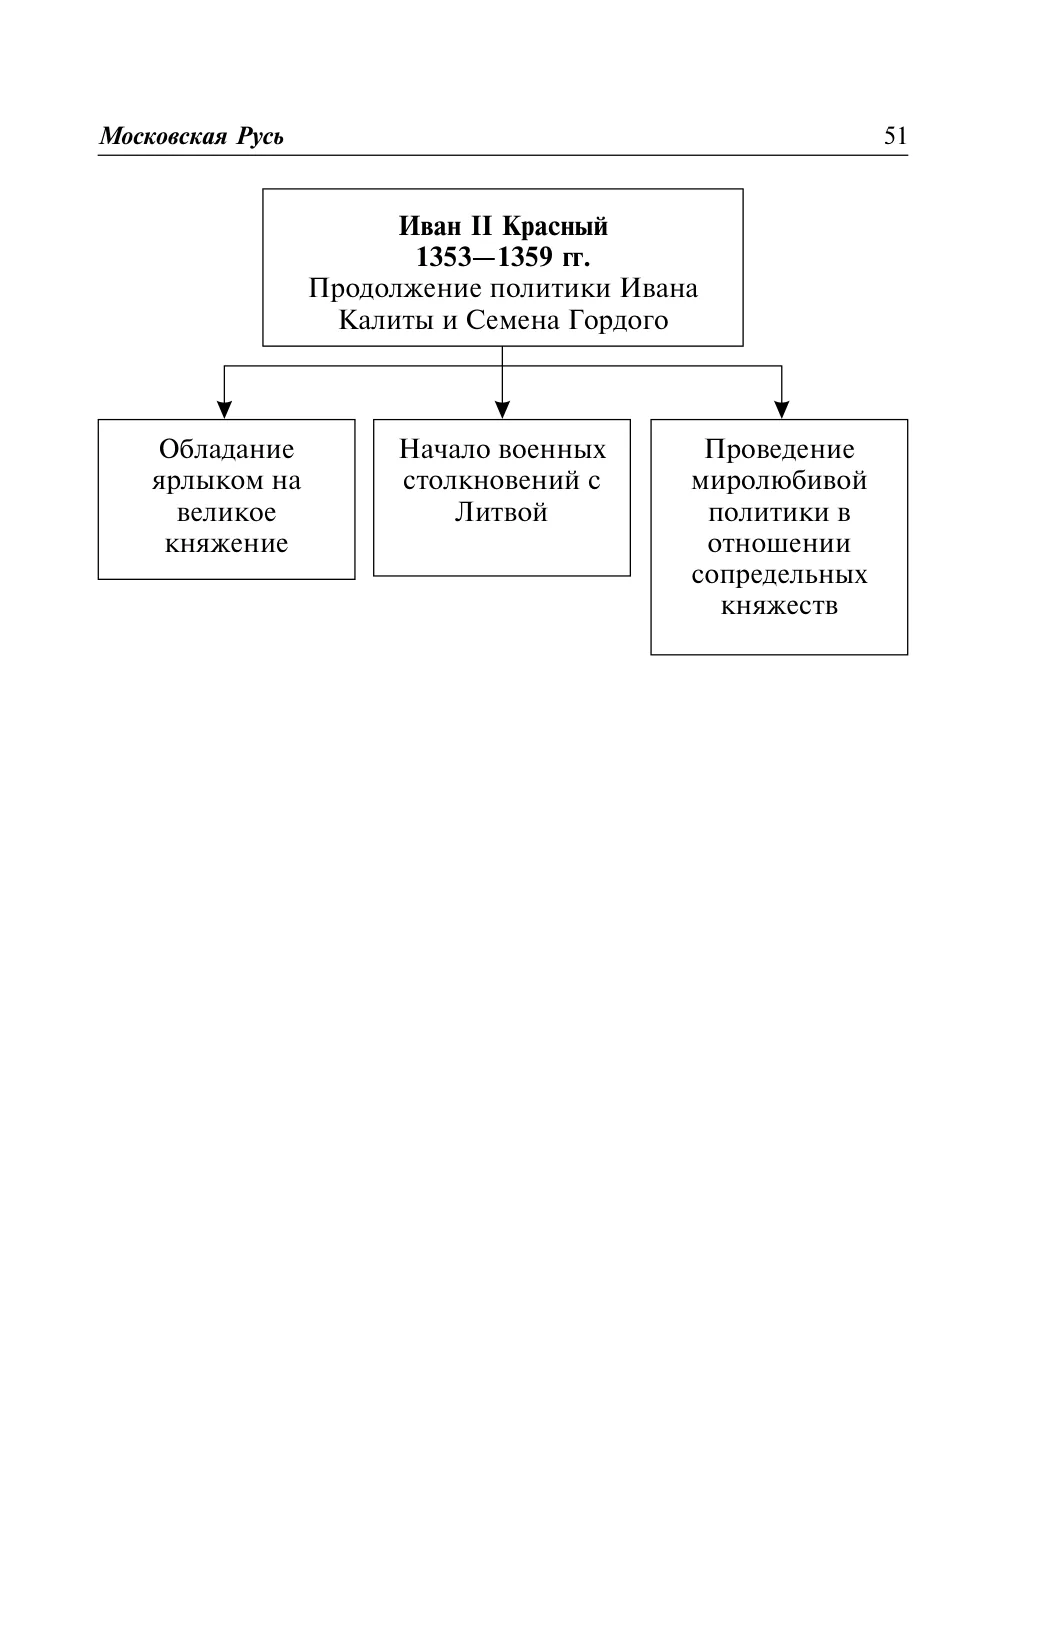 Московская Русь 51
Иван II Красный
1353—1359 гг.
Продолжение политики Ивана
Калиты и Семена Гордого
Обладание
ярлыком на
великое
княжение
Начало военных
столкновений с
Литвой
Проведение
миролюбивой
политики в
отношении
сопредельных
княжеств